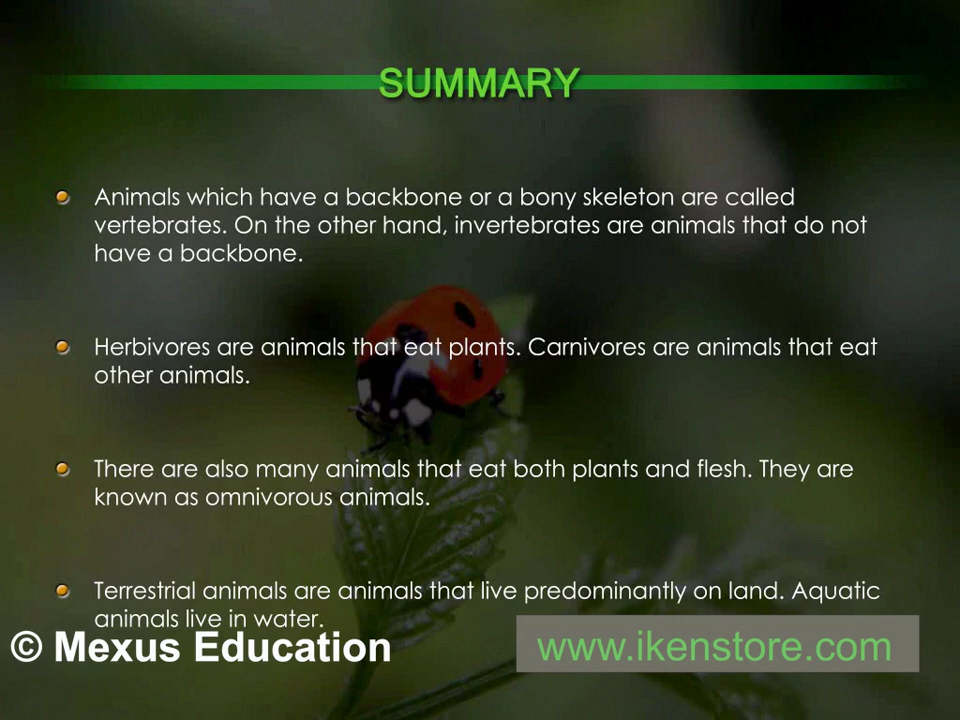 SUMMARY
Animals which have a backbone or a bony skeleton are called
vertebrates. On the other hand, invertebrates are animals that do not
have a backbone.
Herbivores are animals that eat plants. Carnivores are animals that eat
other animals.
There are also many animals that eat both plants and flesh. They are
known as omnivorous animals.
Terrestrial animals are animals that live predominantly on land. Aquatic
animals live in water.
© Mexus Education
www.ikenstore.com